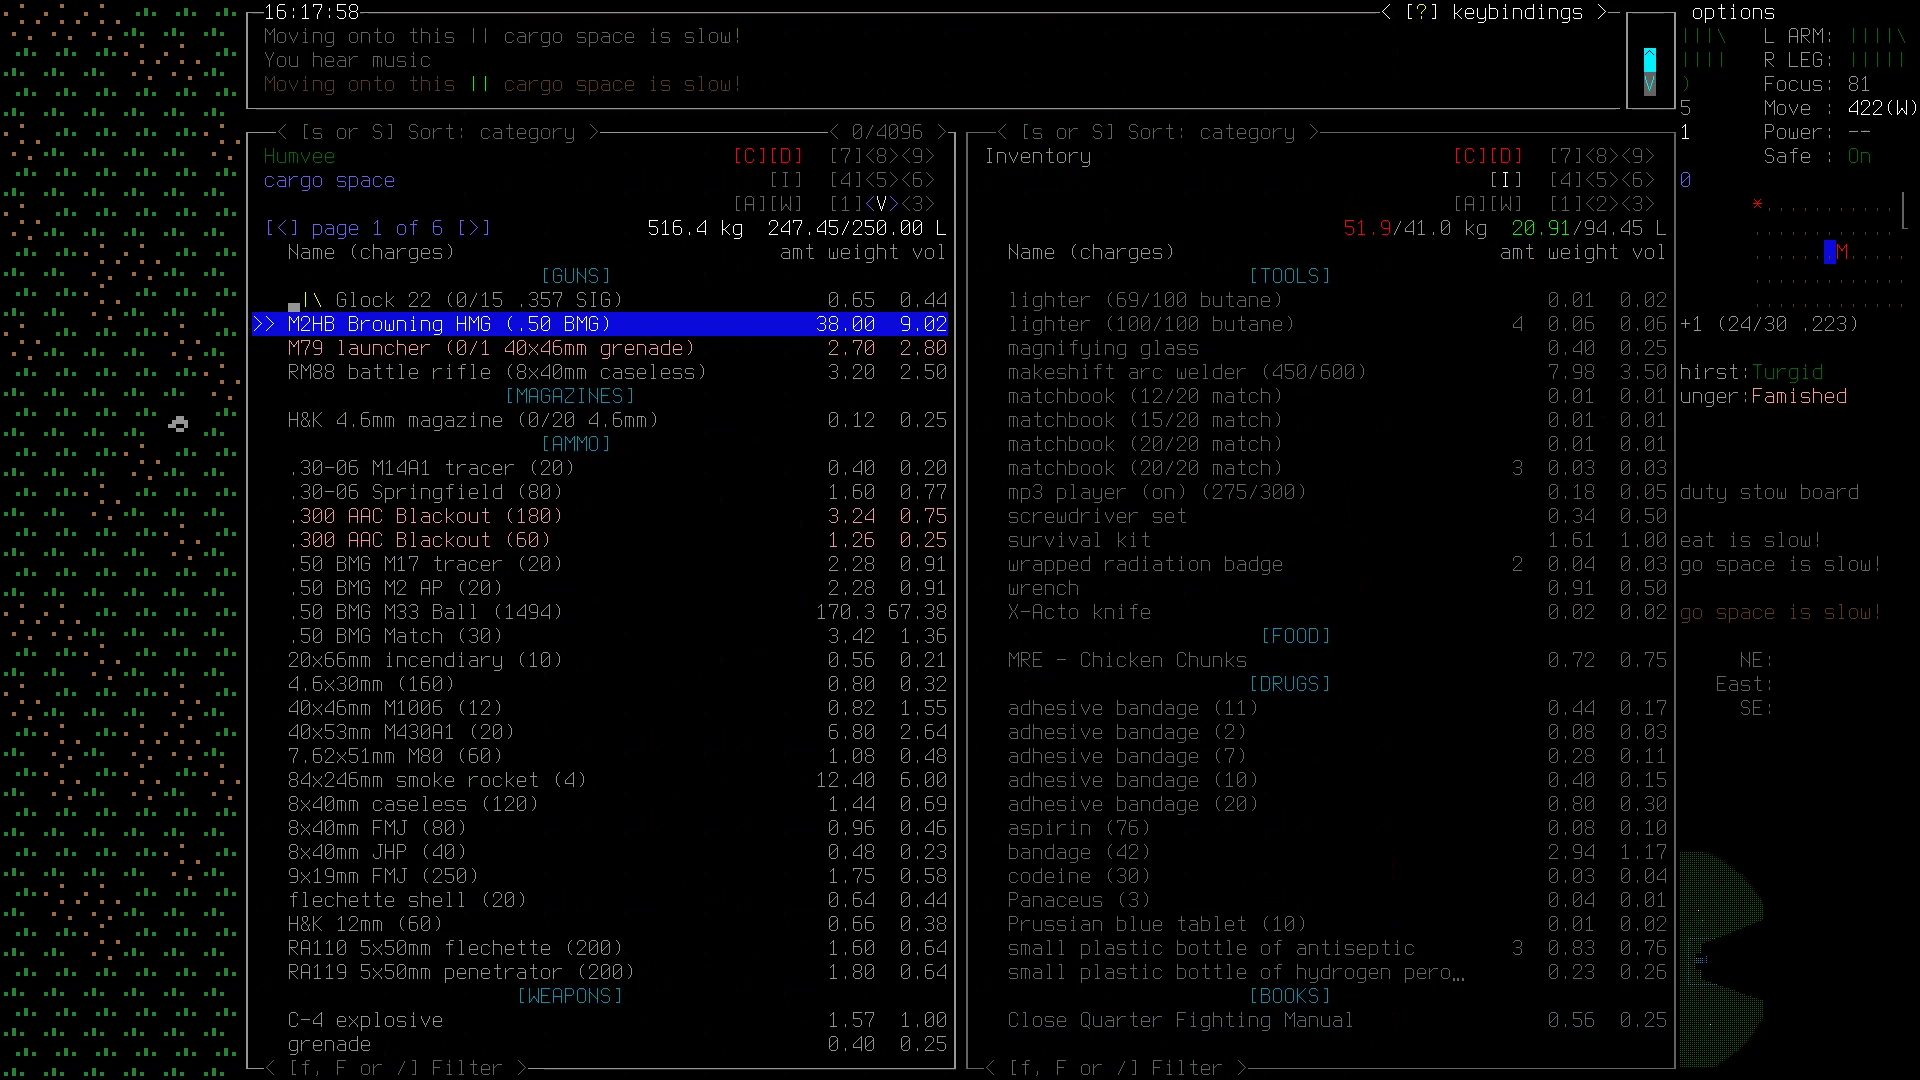 16:17:58 < [?] keybindings > options
Moving onto this || cargo space is slow!
You hear music
Moving onto this || cargo space is slow!
L ARM: ||||\
R LEG: |||||
Focus: 81
5 Move : 422(W)
1 Power: --
Safe : On
0
< [s or S] Sort: category > < 0/4096 >
Humvee [C][D] [7]<8><9>
cargo space [I] [4]<5><6>
[A][W] [1]<V><3>
[<] page 1 of 6 [>] 516.4 kg 247.45/250.00 L
Name (charges) amt weight vol
[GUNS]
|\ Glock 22 (0/15 .357 SIG) 0.65 0.44
>> M2HB Browning HMG (.50 BMG) 38.00 9.02
M79 launcher (0/1 40x46mm grenade) 2.70 2.80
RM88 battle rifle (8x40mm caseless) 3.20 2.50
[MAGAZINES]
H&K 4.6mm magazine (0/20 4.6mm) 0.12 0.25
[AMMO]
.30-06 M14A1 tracer (20) 0.40 0.20
.30-06 Springfield (80) 1.60 0.77
.300 AAC Blackout (180) 3.24 0.75
.300 AAC Blackout (60) 1.26 0.25
.50 BMG M17 tracer (20) 2.28 0.91
.50 BMG M2 AP (20) 2.28 0.91
.50 BMG M33 Ball (1494) 170.3 67.38
.50 BMG Match (30) 3.42 1.36
20x66mm incendiary (10) 0.56 0.21
4.6x30mm (160) 0.80 0.32
40x46mm M1006 (12) 0.82 1.55
40x53mm M430A1 (20) 6.80 2.64
7.62x51mm M80 (60) 1.08 0.48
84x246mm smoke rocket (4) 12.40 6.00
8x40mm caseless (120) 1.44 0.69
8x40mm FMJ (80) 0.96 0.46
8x40mm JHP (40) 0.48 0.23
9x19mm FMJ (250) 1.75 0.58
flechette shell (20) 0.64 0.44
H&K 12mm (60) 0.66 0.38
RA110 5x50mm flechette (200) 1.60 0.64
RA119 5x50mm penetrator (200) 1.80 0.64
[WEAPONS]
C-4 explosive 1.57 1.00
grenade 0.40 0.25
< [f, F or /] Filter >
< [s or S] Sort: category >
Inventory [C][D] [7]<8><9>
[I] [4]<5><6>
[A][W] [1]<2><3>
51.9/41.0 kg 20.91/94.45 L
Name (charges) amt weight vol
[TOOLS]
lighter (69/100 butane) 0.01 0.02
lighter (100/100 butane) 4 0.06 0.06
magnifying glass 0.40 0.25
makeshift arc welder (450/600) 7.98 3.50
matchbook (12/20 match) 0.01 0.01
matchbook (15/20 match) 0.01 0.01
matchbook (20/20 match) 0.01 0.01
matchbook (20/20 match) 3 0.03 0.03
mp3 player (on) (275/300) 0.18 0.05
screwdriver set 0.34 0.50
survival kit 1.61 1.00
wrapped radiation badge 2 0.04 0.03
wrench 0.91 0.50
X-Acto knife 0.02 0.02
[FOOD]
MRE - Chicken Chunks 0.72 0.75
[DRUGS]
adhesive bandage (11) 0.44 0.17
adhesive bandage (2) 0.08 0.03
adhesive bandage (7) 0.28 0.11
adhesive bandage (10) 0.40 0.15
adhesive bandage (20) 0.80 0.30
aspirin (76) 0.08 0.10
bandage (42) 2.94 1.17
codeine (30) 0.03 0.04
Panaceus (3) 0.04 0.01
Prussian blue tablet (10) 0.01 0.02
small plastic bottle of antiseptic 3 0.83 0.76
small plastic bottle of hydrogen pero… 0.23 0.26
[BOOKS]
Close Quarter Fighting Manual 0.56 0.25
< [f, F or /] Filter >
M
+1 (24/30 .223)
hirst:Turgid
unger:Famished
duty stow board
eat is slow!
go space is slow!
go space is slow!
NE:
East:
SE: